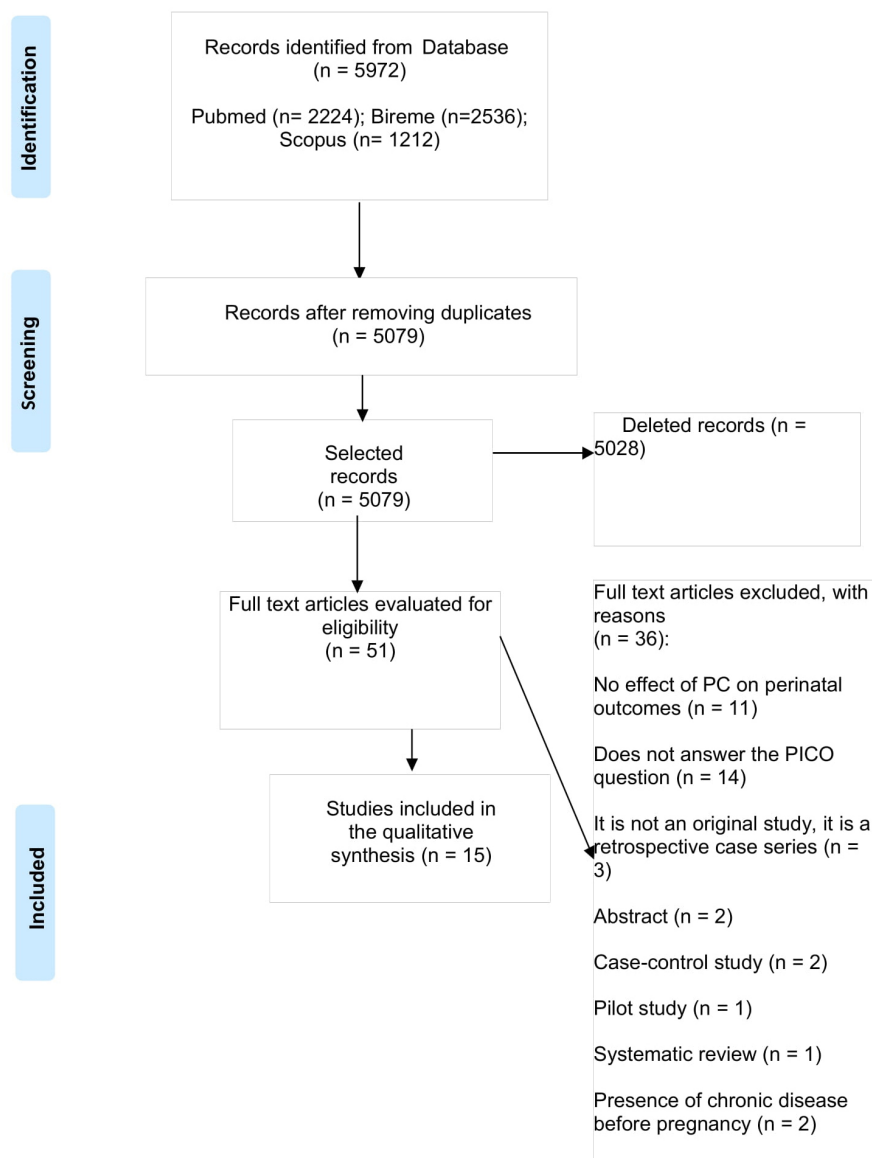 Identification
Records identified from Database
(n = 5972)
Pubmed (n= 2224); Bireme (n=2536);
Scopus (n= 1212)
Screening
Records after removing duplicates
(n = 5079)
Selected
records
(n = 5079)
Deleted records (n =
5028)
Full text articles evaluated for
eligibility
(n = 51)
Full text articles excluded, with
reasons
(n = 36):
No effect of PC on perinatal
outcomes (n = 11)
Does not answer the PICO
question (n = 14)
It is not an original study, it is a
retrospective case series (n =
3)
Abstract (n = 2)
Case-control study (n = 2)
Pilot study (n = 1)
Systematic review (n = 1)
Presence of chronic disease
before pregnancy (n = 2)
Included
Studies included in
the qualitative
synthesis (n = 15)